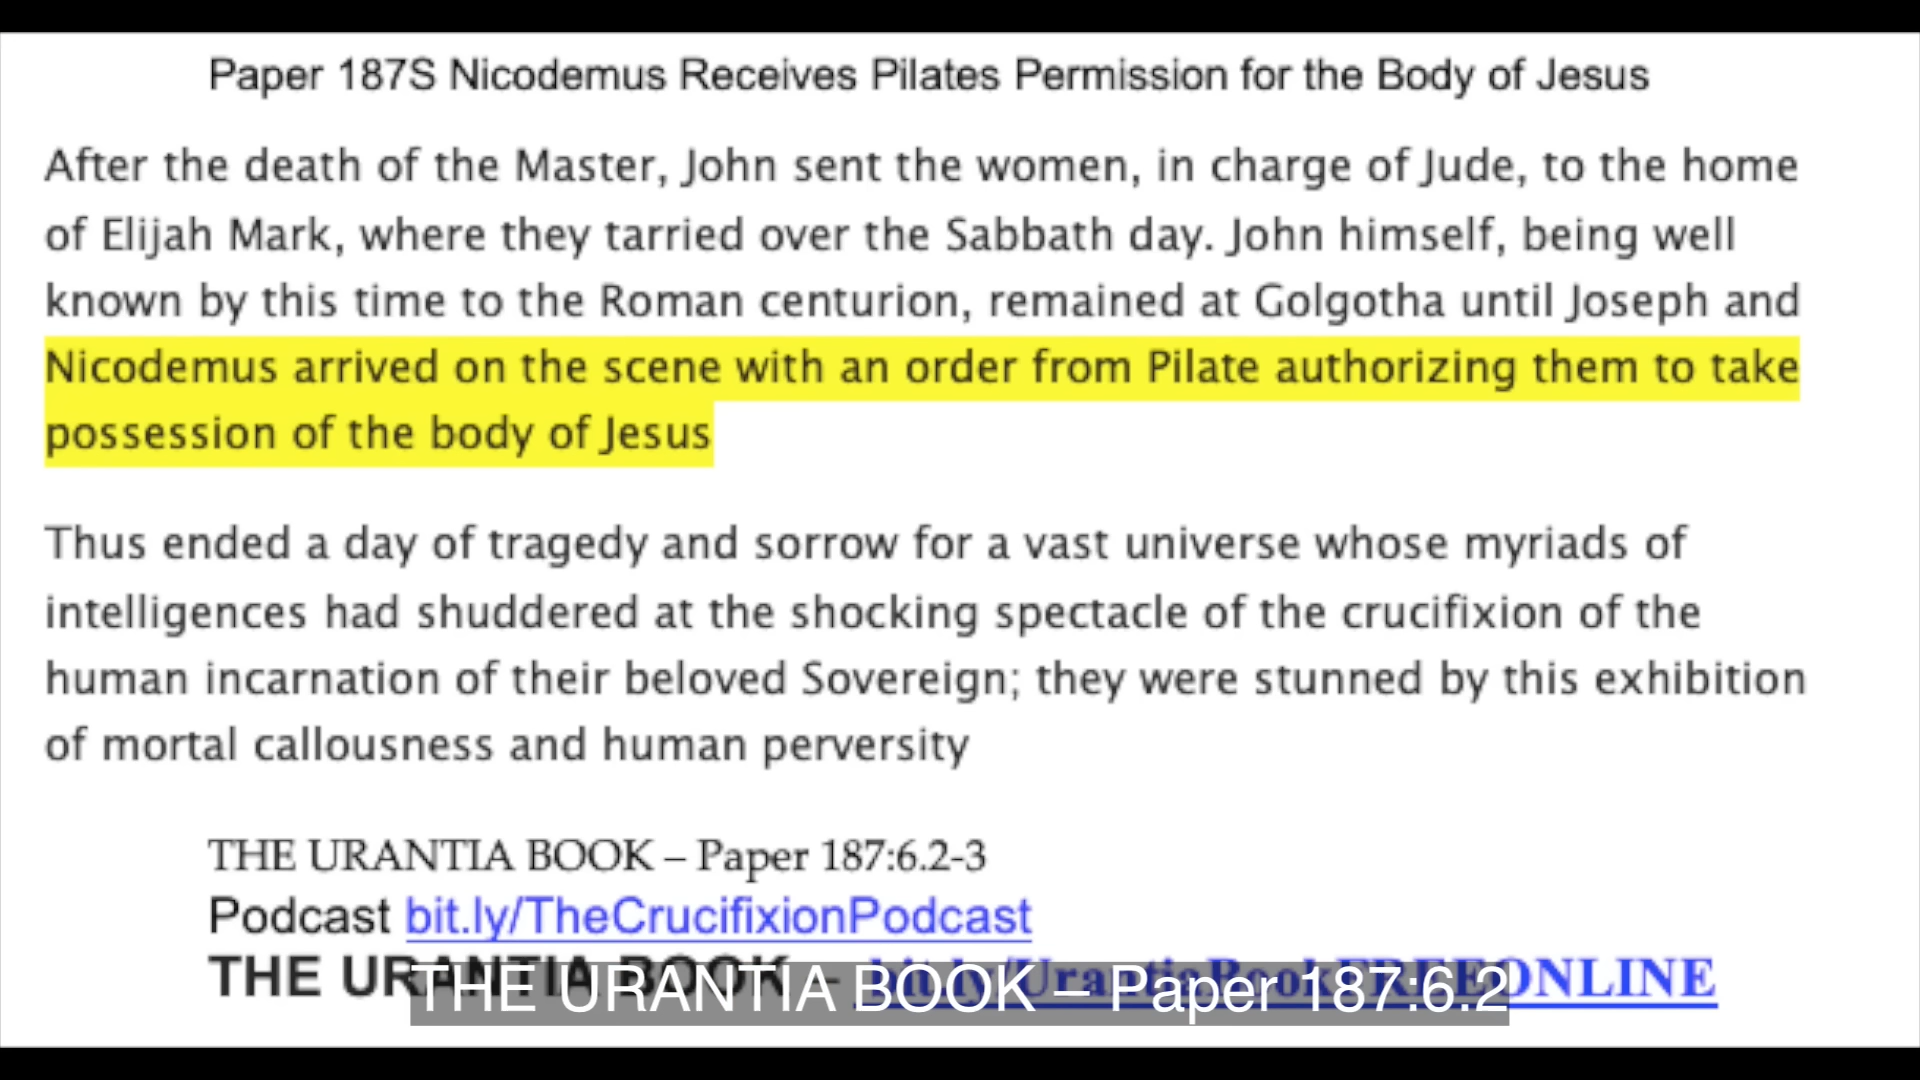 Paper 187S Nicodemus Receives Pilates Permission for the Body of Jesus
After the death of the Master, John sent the women, in charge of Jude, to the home
of Elijah Mark, where they tarried over the Sabbath day. John himself, being well
known by this time to the Roman centurion, remained at Golgotha until Joseph and
Nicodemus arrived on the scene with an order from Pilate authorizing them to take
possession of the body of Jesus
Thus ended a day of tragedy and sorrow for a vast universe whose myriads of
intelligences had shuddered at the shocking spectacle of the crucifixion of the
human incarnation of their beloved Sovereign; they were stunned by this exhibition
of mortal callousness and human perversity
THE URANTIA BOOK – Paper 187:6.2-3
Podcast bit.ly/TheCrucifixionPodcast
THE URANTIA BOOK – bit.ly/UrantiaBookFREEONLINE
THE URANTIA BOOK – Paper 187:6.2